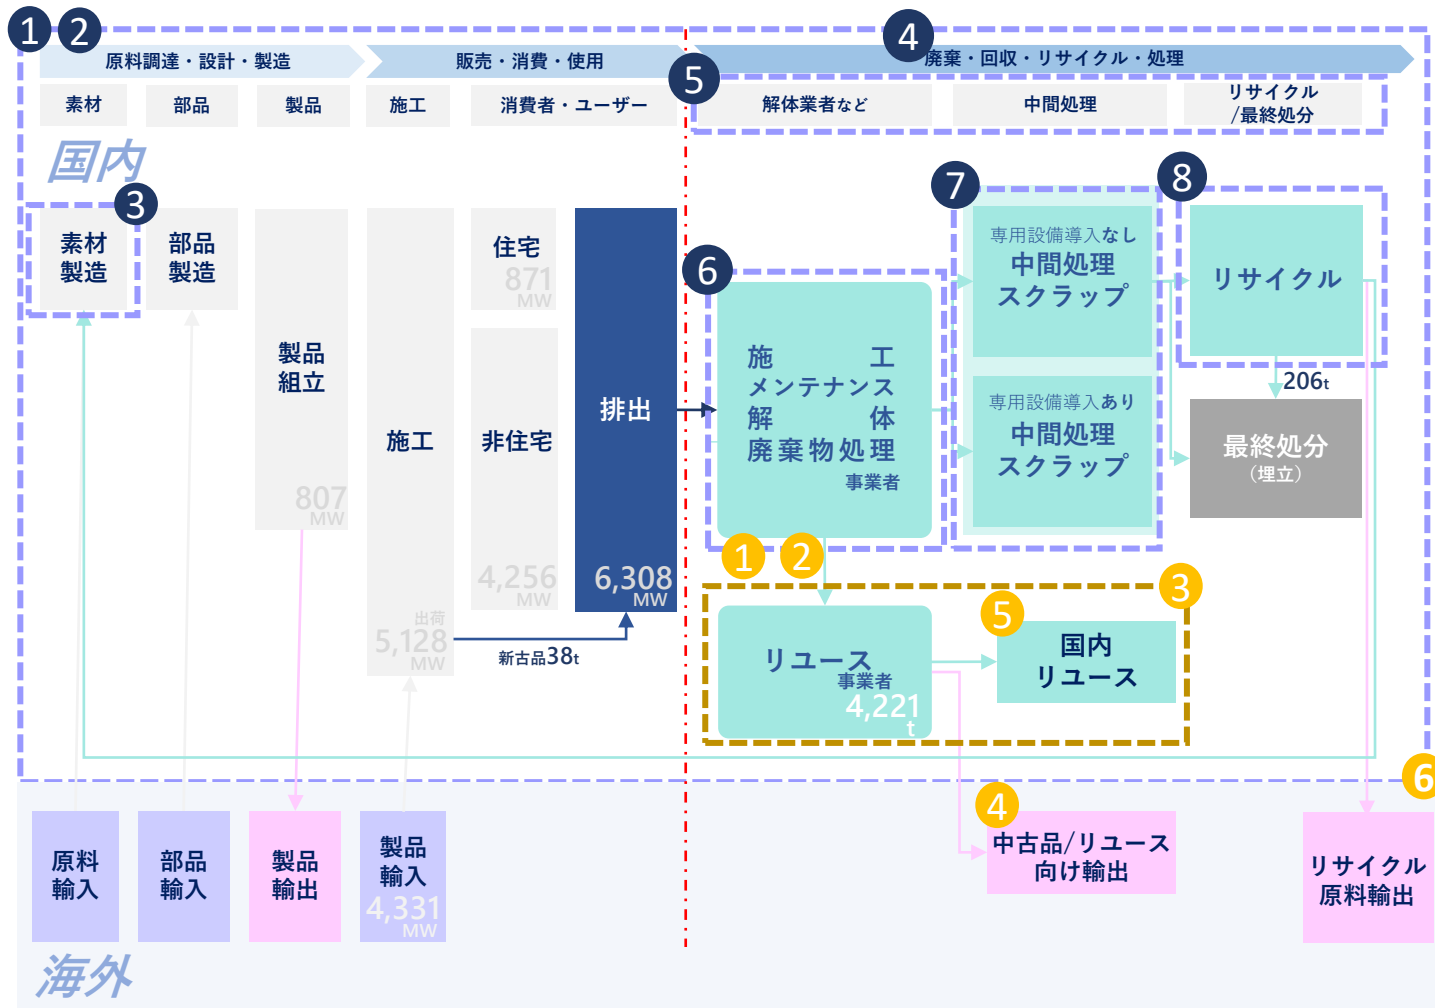 1
2
4
原料調達・設計・製造
販売・消費・使用
廃棄・回収・リサイクル・処理
5
素材
部品
製品
施工
消費者・ユーザー
解体業者など
中間処理
リサイクル
/最終処分
国内
3
素材
製造
部品
製造
製品
組立
807
MW
施工
出荷
5,128
MW
住宅
871
MW
非住宅
4,256
MW
排出
6,308
MW
新古品38t
6
施工
メンテナンス
解体
廃棄物処理
事業者
7
専用設備導入なし
中間処理
スクラップ
専用設備導入あり
中間処理
スクラップ
8
リサイクル
206t
最終処分
(埋立)
1
2
3
リユース
事業者
4,221
t
5
国内
リユース
6
原料
輸入
部品
輸入
製品
輸出
製品
輸入
4,331
MW
4
中古品/リユース
向け輸出
リサイクル
原料輸出
海外